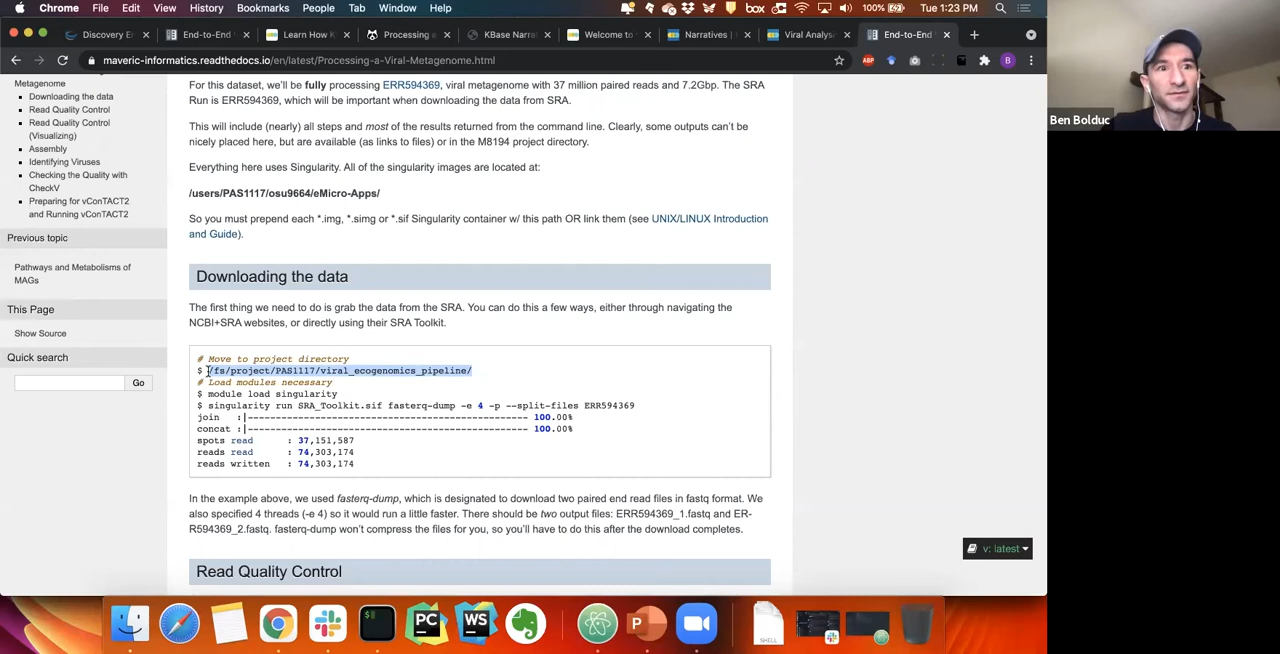 Chrome File Edit View History Bookmarks People Tab Window Help
box 100% Tue 1:23 PM
Discovery E × End-to-End × Learn How K × Processing a × KBase Narra × Welcome to × Narratives | × Viral Analys × End-to-End ×
maveric-informatics.readthedocs.io/en/latest/Processing-a-Viral-Metagenome.html
ABP B
Metagenome
Downloading the data
Read Quality Control
Read Quality Control
(Visualizing)
Assembly
Identifying Viruses
Checking the Quality with
CheckV
Preparing for vConTACT2
and Running vConTACT2
Previous topic
Pathways and Metabolisms of
MAGs
This Page
Show Source
Quick search
Go
For this dataset, we'll be fully processing ERR594369, viral metagenome with 37 million paired reads and 7.2Gbp. The SRA
Run is ERR594369, which will be important when downloading the data from SRA.
This will include (nearly) all steps and most of the results returned from the command line. Clearly, some outputs can't be
nicely placed here, but are available (as links to files) or in the M8194 project directory.
Everything here uses Singularity. All of the singularity images are located at:
/users/PAS1117/osu9664/eMicro-Apps/
So you must prepend each *.img, *.simg or *.sif Singularity container w/ this path OR link them (see UNIX/LINUX Introduction
and Guide).
Downloading the data
The first thing we need to do is grab the data from the SRA. You can do this a few ways, either through navigating the
NCBI+SRA websites, or directly using their SRA Toolkit.
# Move to project directory
$ /fs/project/PAS1117/viral_ecogenomics_pipeline/
# Load modules necessary
$ module load singularity
$ singularity run SRA_Toolkit.sif fasterq-dump -e 4 -p --split-files ERR594369
join :|-------------------------------------------------- 100.00%
concat :|-------------------------------------------------- 100.00%
spots read : 37,151,587
reads read : 74,303,174
reads written : 74,303,174
In the example above, we used fasterq-dump, which is designated to download two paired end read files in fastq format. We
also specified 4 threads (-e 4) so it would run a little faster. There should be two output files: ERR594369_1.fastq and ER-
R594369_2.fastq. fasterq-dump won't compress the files for you, so you'll have to do this after the download completes.
Read Quality Control
v: latest
Ben Bolduc
PC
WS
P
SHELL